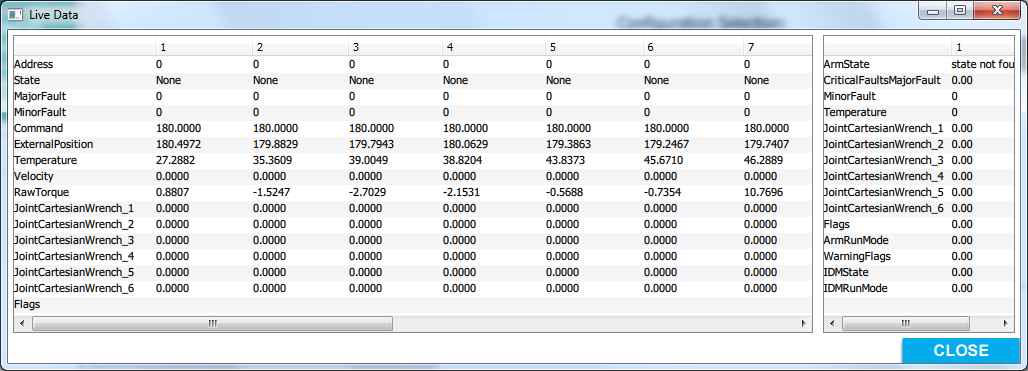 Configuration Selection:
Live Data
1 2 3 4 5 6 7
Address 0 0 0 0 0 0 0
State None None None None None None None
MajorFault 0 0 0 0 0 0 0
MinorFault 0 0 0 0 0 0 0
Command 180.0000 180.0000 180.0000 180.0000 180.0000 180.0000 180.0000
ExternalPosition 180.4972 179.8829 179.7943 180.0629 179.3863 179.2467 179.7407
Temperature 27.2882 35.3609 39.0049 38.8204 43.8373 45.6710 46.2889
Velocity 0.0000 0.0000 0.0000 0.0000 0.0000 0.0000 0.0000
RawTorque 0.8807 -1.5247 -2.7029 -2.1531 -0.5688 -0.7354 10.7696
JointCartesianWrench_1 0.0000 0.0000 0.0000 0.0000 0.0000 0.0000 0.0000
JointCartesianWrench_2 0.0000 0.0000 0.0000 0.0000 0.0000 0.0000 0.0000
JointCartesianWrench_3 0.0000 0.0000 0.0000 0.0000 0.0000 0.0000 0.0000
JointCartesianWrench_4 0.0000 0.0000 0.0000 0.0000 0.0000 0.0000 0.0000
JointCartesianWrench_5 0.0000 0.0000 0.0000 0.0000 0.0000 0.0000 0.0000
JointCartesianWrench_6 0.0000 0.0000 0.0000 0.0000 0.0000 0.0000 0.0000
Flags
1
ArmState state not fou
CriticalFaultsMajorFault 0.00
MinorFault 0
Temperature 0
JointCartesianWrench_1 0.00
JointCartesianWrench_2 0.00
JointCartesianWrench_3 0.00
JointCartesianWrench_4 0.00
JointCartesianWrench_5 0.00
JointCartesianWrench_6 0.00
Flags 0.00
ArmRunMode 0.00
WarningFlags 0.00
IDMState 0.00
IDMRunMode 0.00
CLOSE